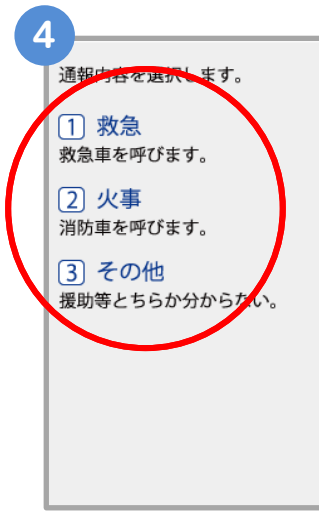 4
通報内容を選択します。
1 救急
救急車を呼びます。
2 火事
消防車を呼びます。
3 その他
援助等とちらか分からない。